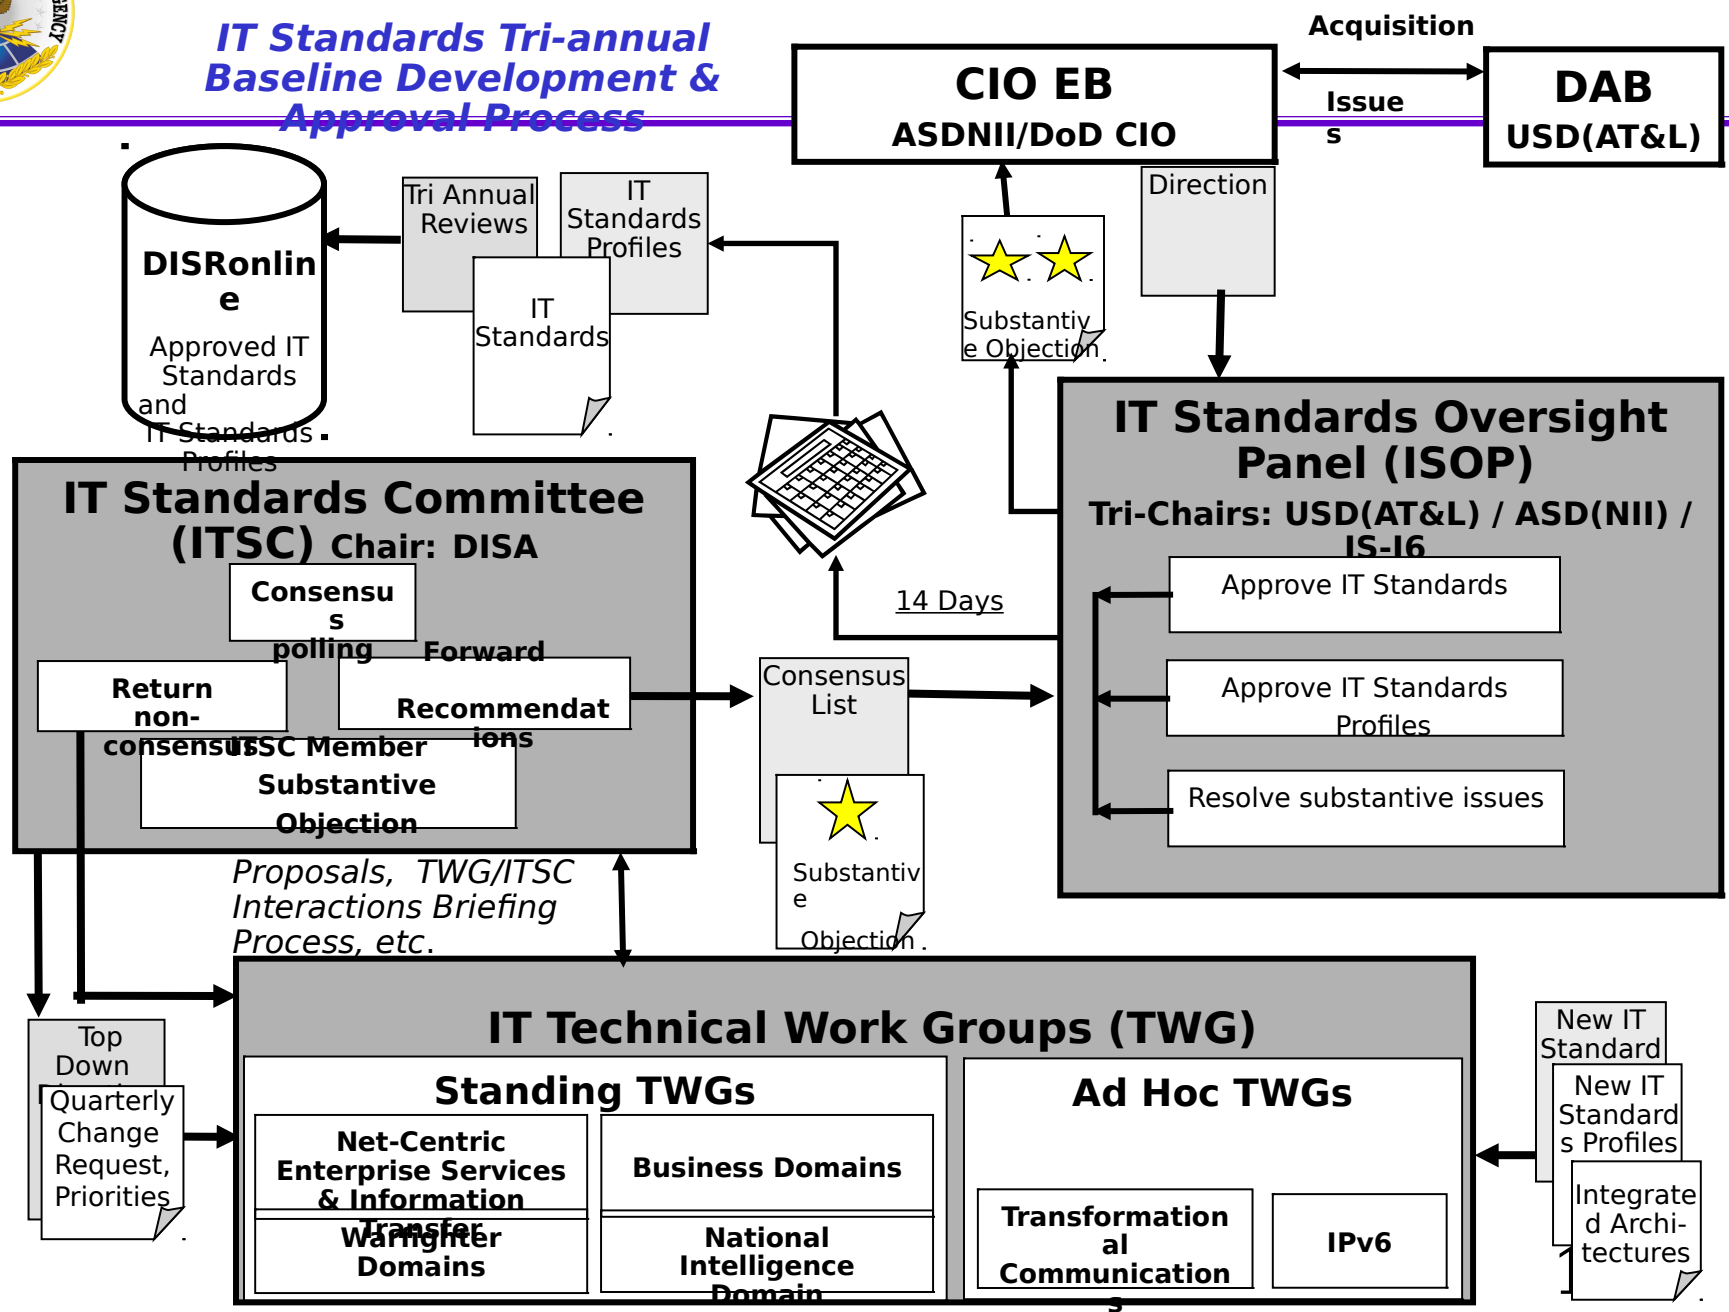 GENCY
IT Standards Tri-annual
Baseline Development &
Approval Process
CIO EB
ASDNII/DoD CIO
Acquisition
Issue
s
DAB
USD(AT&L)
DISRonlin
e
Approved IT
Standards
and
IT Standards
Profiles
Tri Annual
Reviews
IT
Standards
Profiles
IT
Standards
Substantiv
e Objection
Direction
IT Standards Oversight
Panel (ISOP)
Tri-Chairs: USD(AT&L) / ASD(NII) /
JS-J6
Approve IT Standards
Approve IT Standards
Profiles
Resolve substantive issues
14 Days
IT Standards Committee
(ITSC) Chair: DISA
Consensu
s
polling
Forward
Recommendat
ions
Return
non-
consensus
ITSC Member
Substantive
Objection
Consensus
List
Substantiv
e
Objection
Proposals, TWG/ITSC
Interactions Briefing
Process, etc.
IT Technical Work Groups (TWG)
Standing TWGs
Net-Centric
Enterprise Services
& Information
Transfer
Business Domains
Warfighter
Domains
National
Intelligence
Domain
Ad Hoc TWGs
Transformation
al
Communication
s
IPv6
Top
Down
Quarterly
Change
Request,
Priorities
New IT
Standard
New IT
Standard
s Profiles
Integrate
d Archi-
tectures